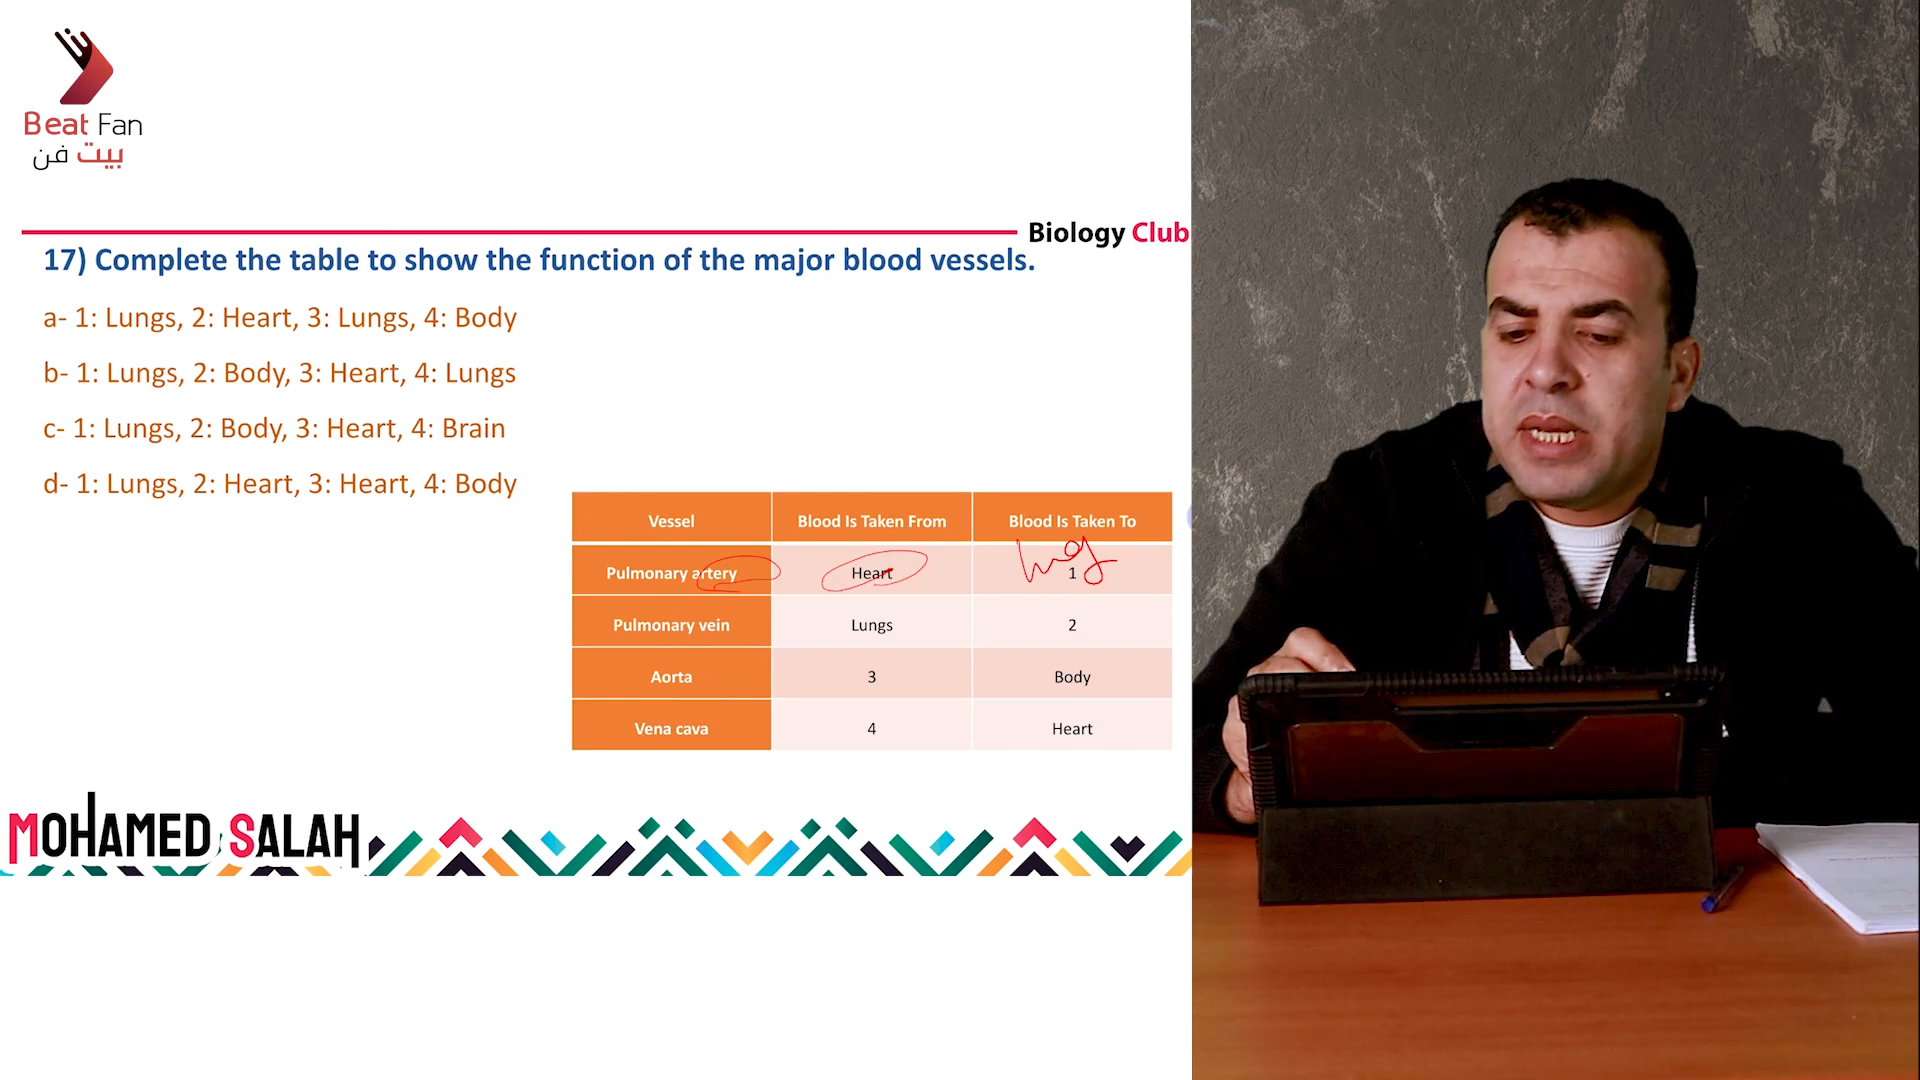 Beat Fan
بيت فن
Biology Club
17) Complete the table to show the function of the major blood vessels.
a- 1: Lungs, 2: Heart, 3: Lungs, 4: Body
b- 1: Lungs, 2: Body, 3: Heart, 4: Lungs
c- 1: Lungs, 2: Body, 3: Heart, 4: Brain
d- 1: Lungs, 2: Heart, 3: Heart, 4: Body
Vessel Blood Is Taken From Blood Is Taken To
Pulmonary artery Heart 1
Pulmonary vein Lungs 2
Aorta 3 Body
Vena cava 4 Heart
MOHAMED SALAH